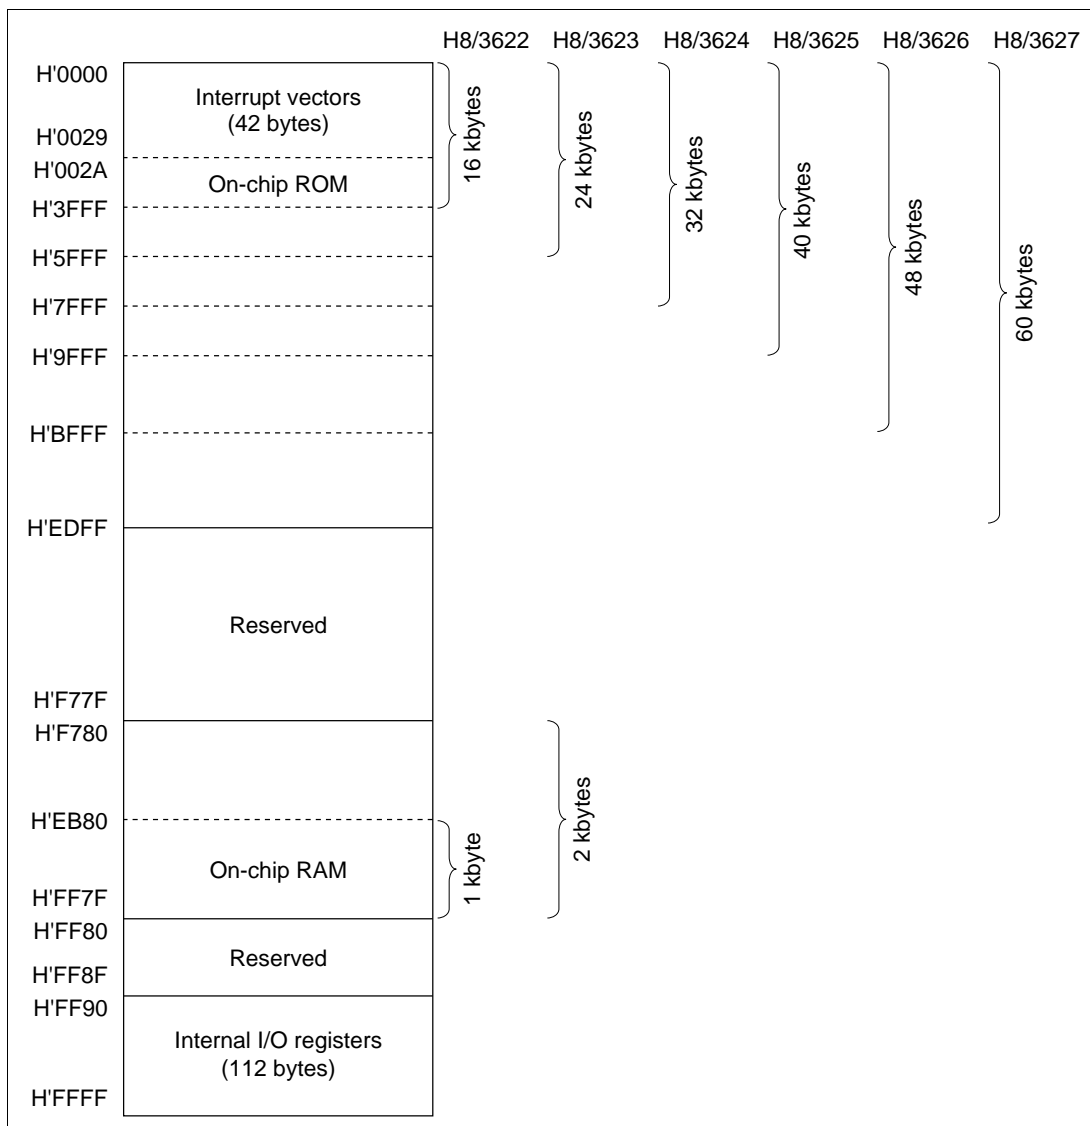 H8/3622 H8/3623 H8/3624 H8/3625 H8/3626 H8/3627
H'0000
Interrupt vectors
(42 bytes)
H'0029
H'002A
On-chip ROM
H'3FFF
H'5FFF
H'7FFF
H'9FFF
H'BFFF
H'EDFF
16 kbytes
24 kbytes
32 kbytes
40 kbytes
48 kbytes
60 kbytes
Reserved
H'F77F
H'F780
H'EB80
On-chip RAM
H'FF7F
1 kbyte
2 kbytes
H'FF80
Reserved
H'FF8F
H'FF90
Internal I/O registers
(112 bytes)
H'FFFF